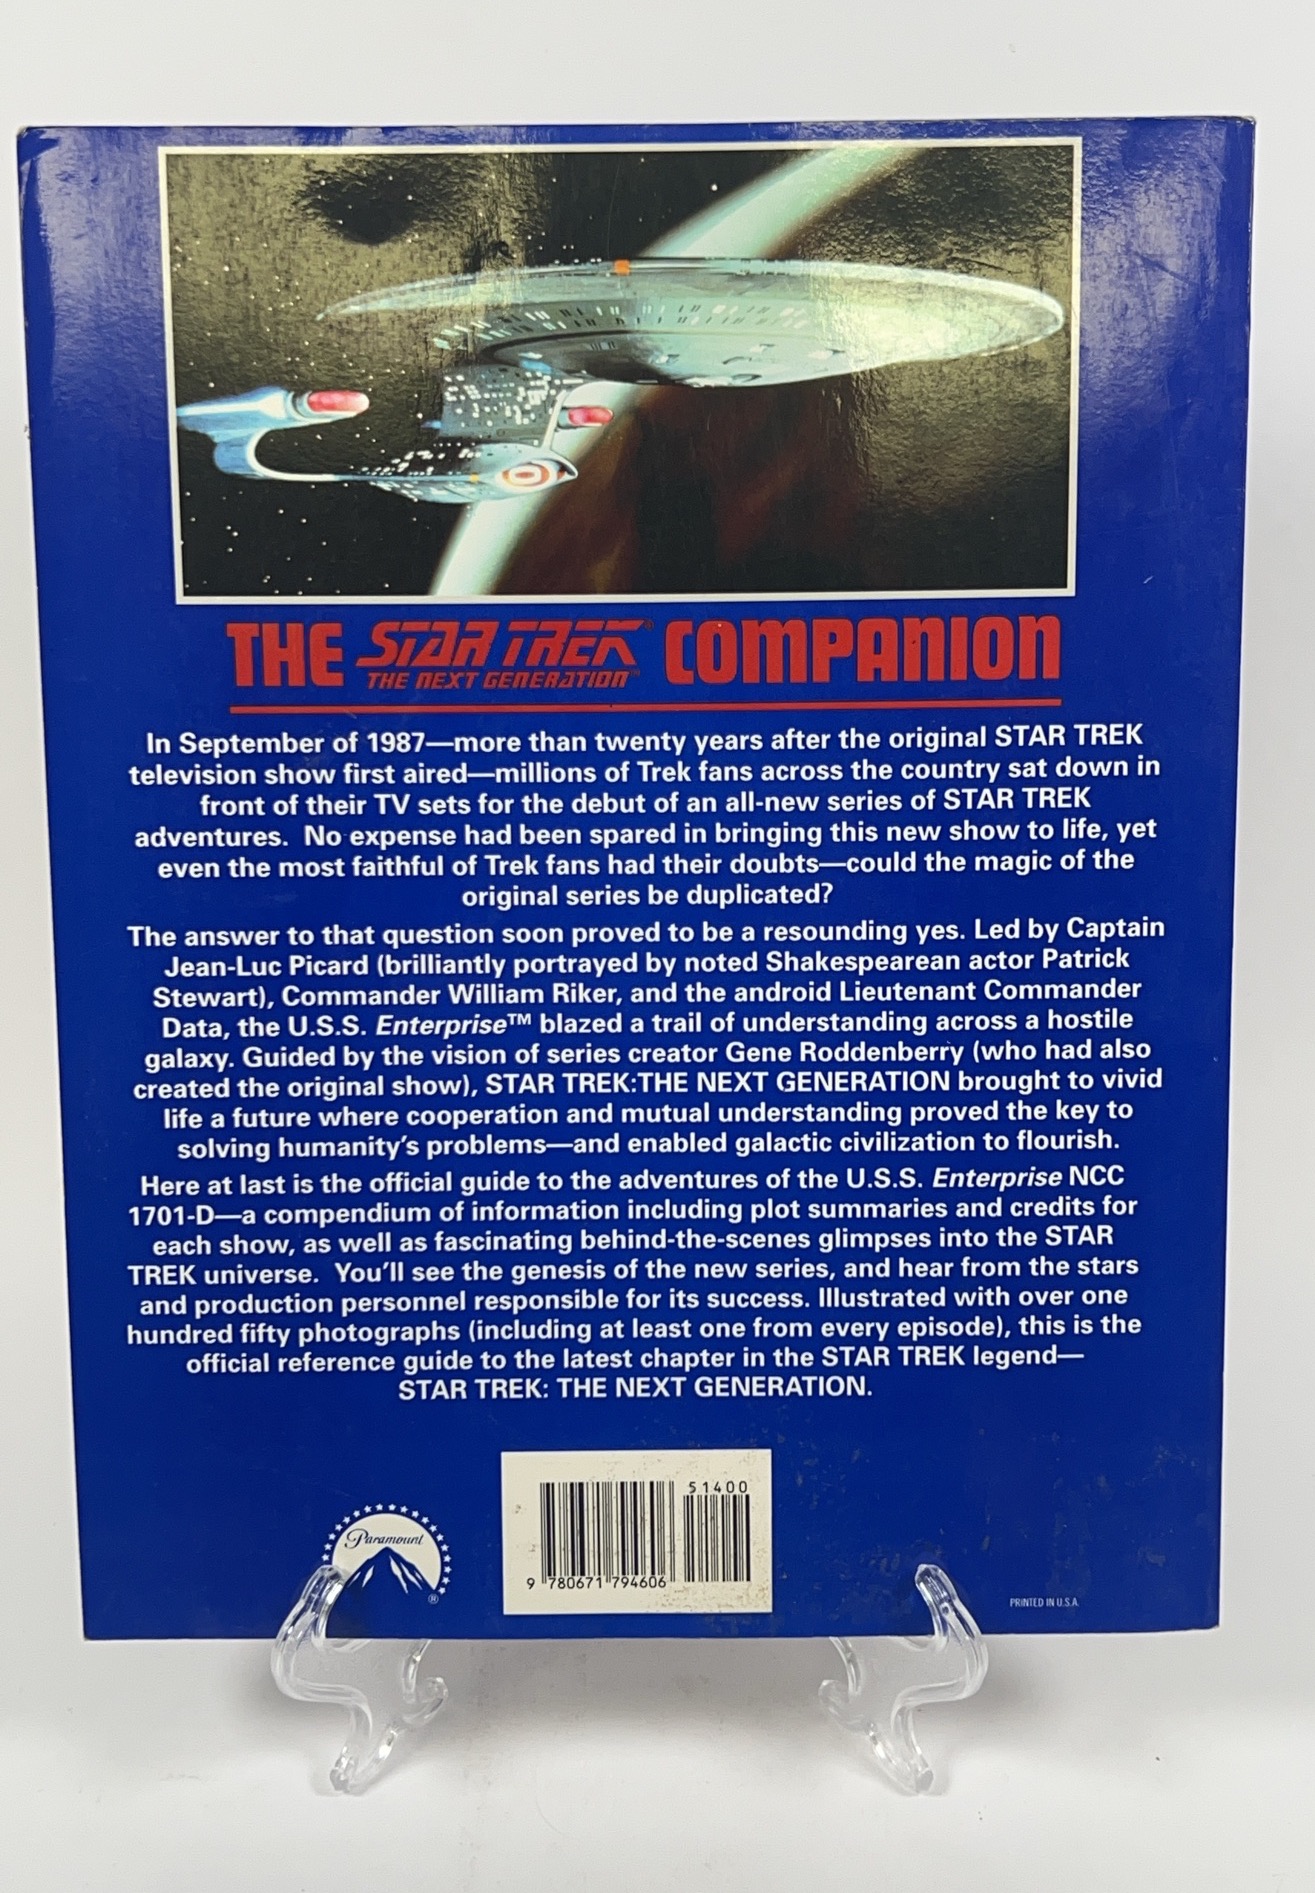 THE STAR TREK® COMPANION
THE NEXT GENERATION™
In September of 1987—more than twenty years after the original STAR TREK
television show first aired—millions of Trek fans across the country sat down in
front of their TV sets for the debut of an all-new series of STAR TREK
adventures. No expense had been spared in bringing this new show to life, yet
even the most faithful of Trek fans had their doubts—could the magic of the
original series be duplicated?
The answer to that question soon proved to be a resounding yes. Led by Captain
Jean-Luc Picard (brilliantly portrayed by noted Shakespearean actor Patrick
Stewart), Commander William Riker, and the android Lieutenant Commander
Data, the U.S.S. Enterprise™ blazed a trail of understanding across a hostile
galaxy. Guided by the vision of series creator Gene Roddenberry (who had also
created the original show), STAR TREK:THE NEXT GENERATION brought to vivid
life a future where cooperation and mutual understanding proved the key to
solving humanity's problems—and enabled galactic civilization to flourish.
Here at last is the official guide to the adventures of the U.S.S. Enterprise NCC
1701-D—a compendium of information including plot summaries and credits for
each show, as well as fascinating behind-the-scenes glimpses into the STAR
TREK universe. You'll see the genesis of the new series, and hear from the stars
and production personnel responsible for its success. Illustrated with over one
hundred fifty photographs (including at least one from every episode), this is the
official reference guide to the latest chapter in the STAR TREK legend—
STAR TREK: THE NEXT GENERATION.
51400
Paramount
®
9 780671 794606
PRINTED IN U.S.A.